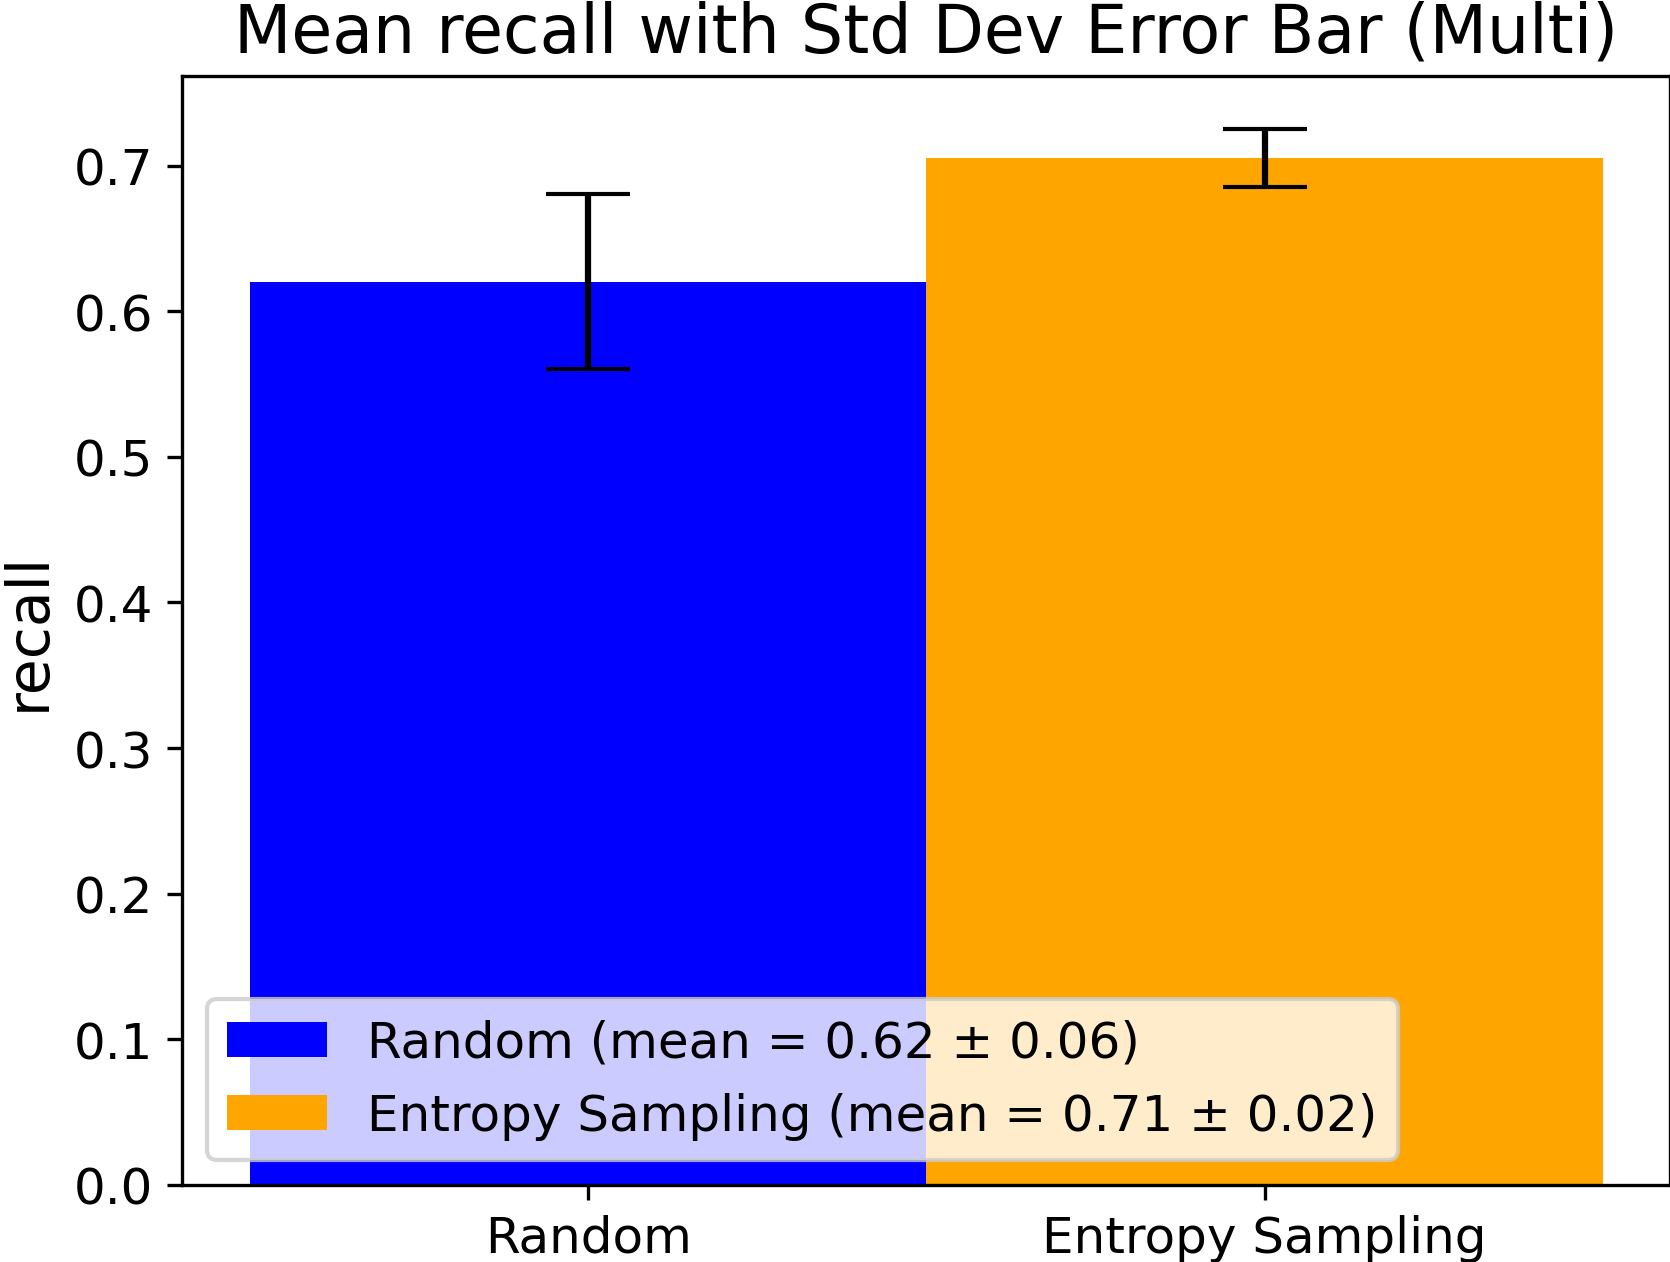 Mean recall with Std Dev Error Bar (Multi)
recall
0.7
0.6
0.5
0.4
0.3
0.2
0.1
0.0
Random (mean = 0.62 ± 0.06)
Entropy Sampling (mean = 0.71 ± 0.02)
Random
Entropy Sampling